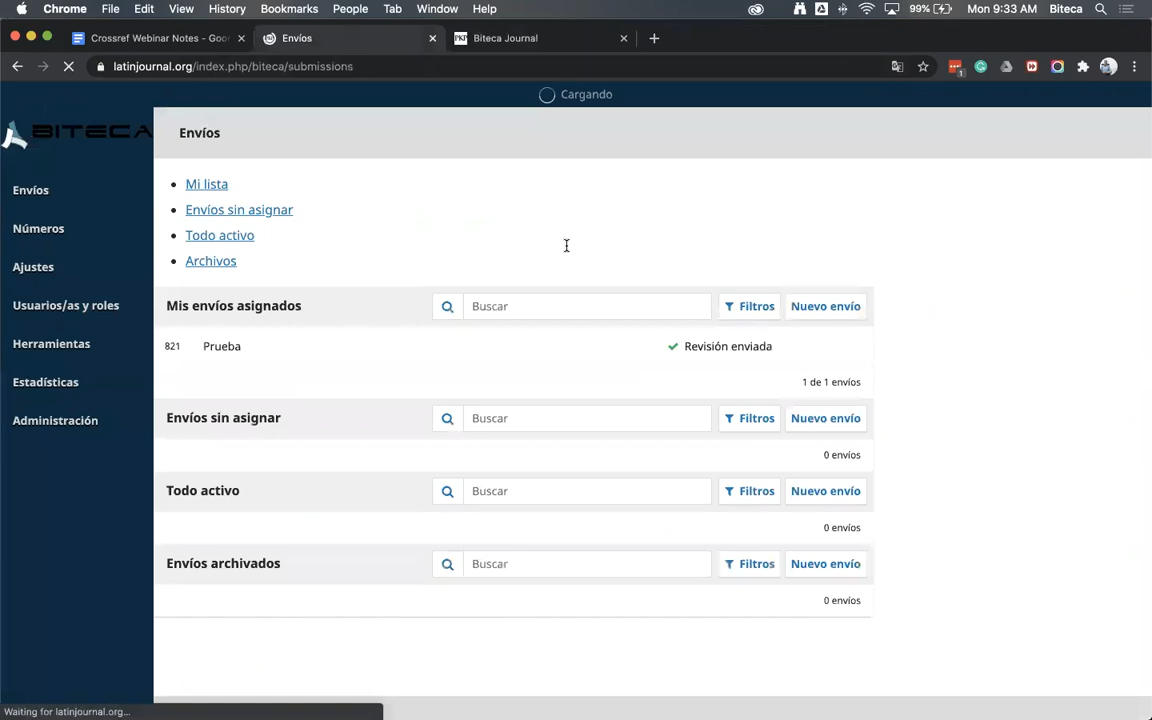 Chrome File Edit View History Bookmarks People Tab Window Help 99% Mon 9:33 AM Biteca
Crossref Webinar Notes - Goo Envíos PKP Biteca Journal
latinjournal.org/index.php/biteca/submissions 1
Cargando
BITECA
Envíos
Mi lista
Envíos
Envíos sin asignar
Números
Todo activo
Archivos
Ajustes
Usuarios/as y roles
Mis envíos asignados Buscar Filtros Nuevo envío
Herramientas
821 Prueba Revisión enviada
Estadísticas
1 de 1 envíos
Administración
Envíos sin asignar Buscar Filtros Nuevo envío
0 envíos
Todo activo Buscar Filtros Nuevo envío
0 envíos
Envíos archivados Buscar Filtros Nuevo envío
0 envíos
Waiting for latinjournal.org...